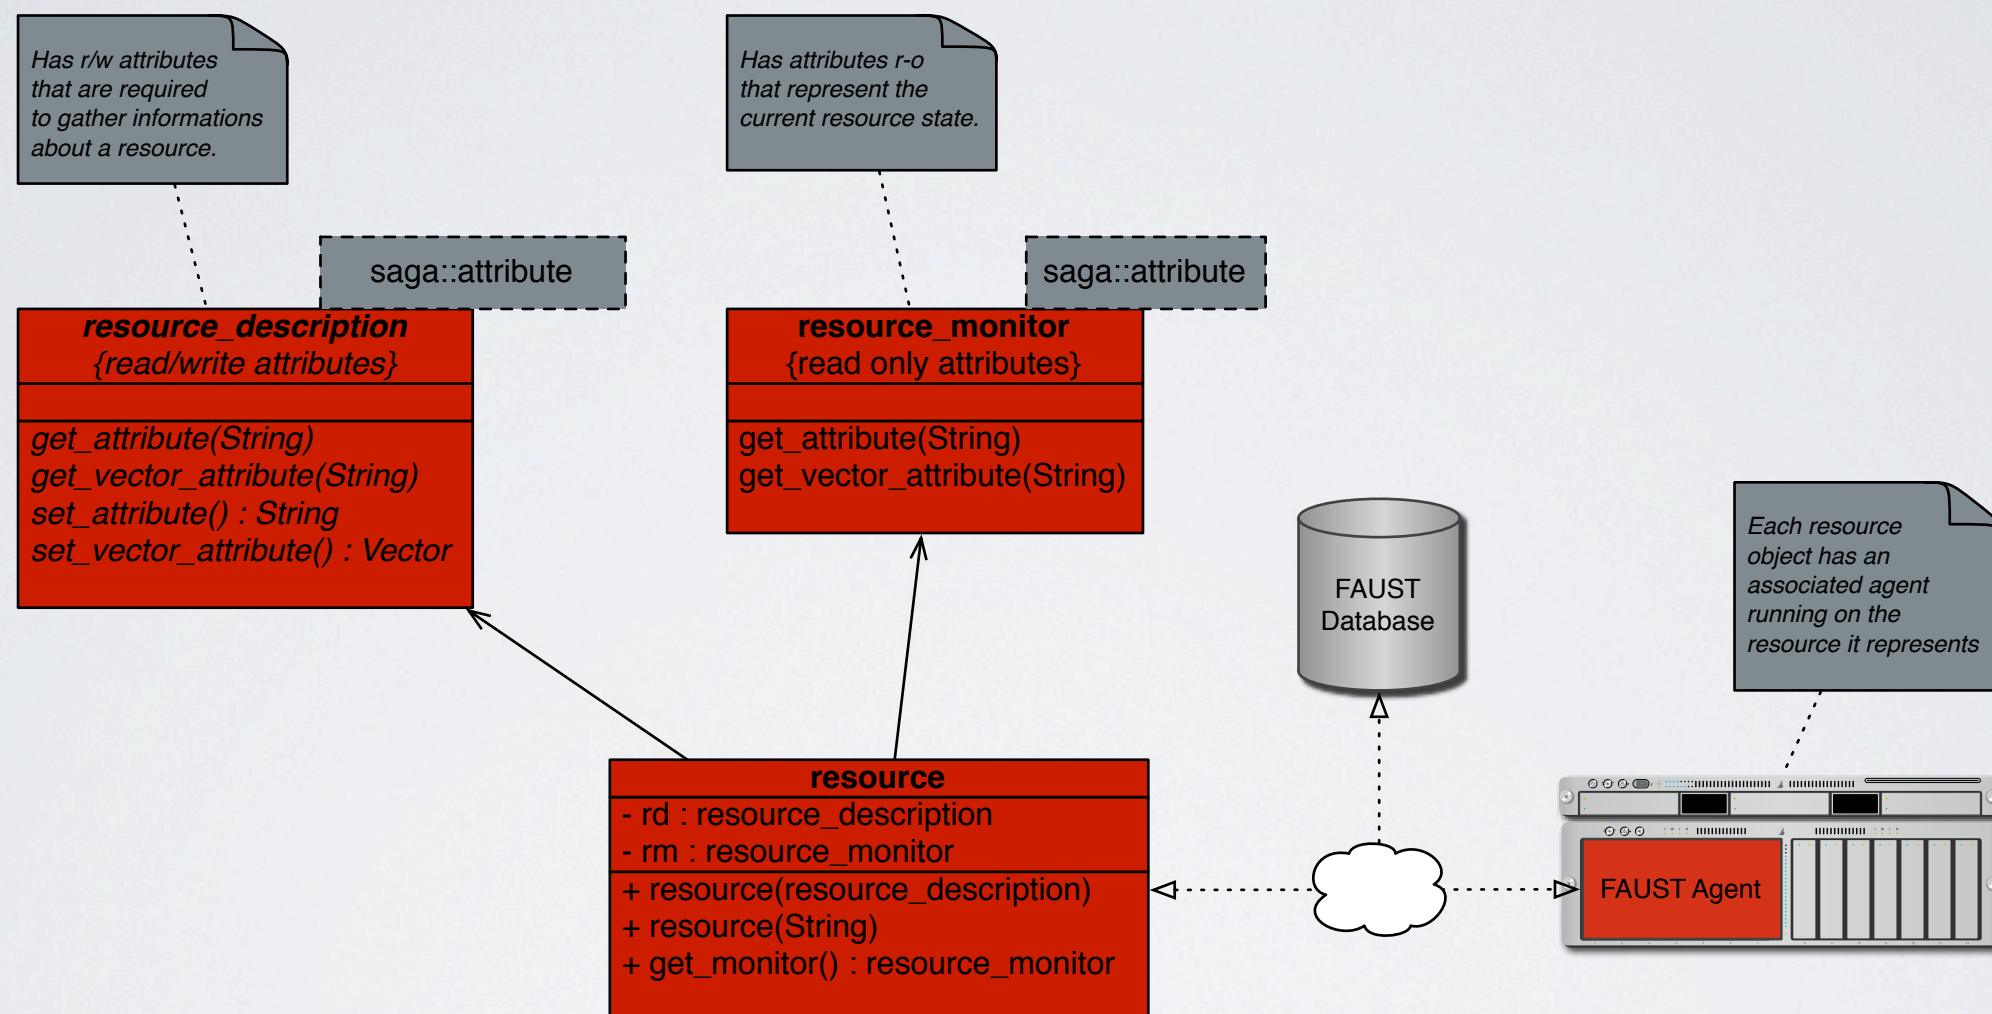 Has r/w attributes
that are required
to gather informations
about a resource.
Has attributes r-o
that represent the
current resource state.
saga::attribute
saga::attribute
resource_description
{read/write attributes}
get_attribute(String)
get_vector_attribute(String)
set_attribute() : String
set_vector_attribute() : Vector
resource_monitor
{read only attributes}
get_attribute(String)
get_vector_attribute(String)
FAUST
Database
Each resource
object has an
associated agent
running on the
resource it represents
resource
- rd : resource_description
- rm : resource_monitor
+ resource(resource_description)
+ resource(String)
+ get_monitor() : resource_monitor
FAUST Agent